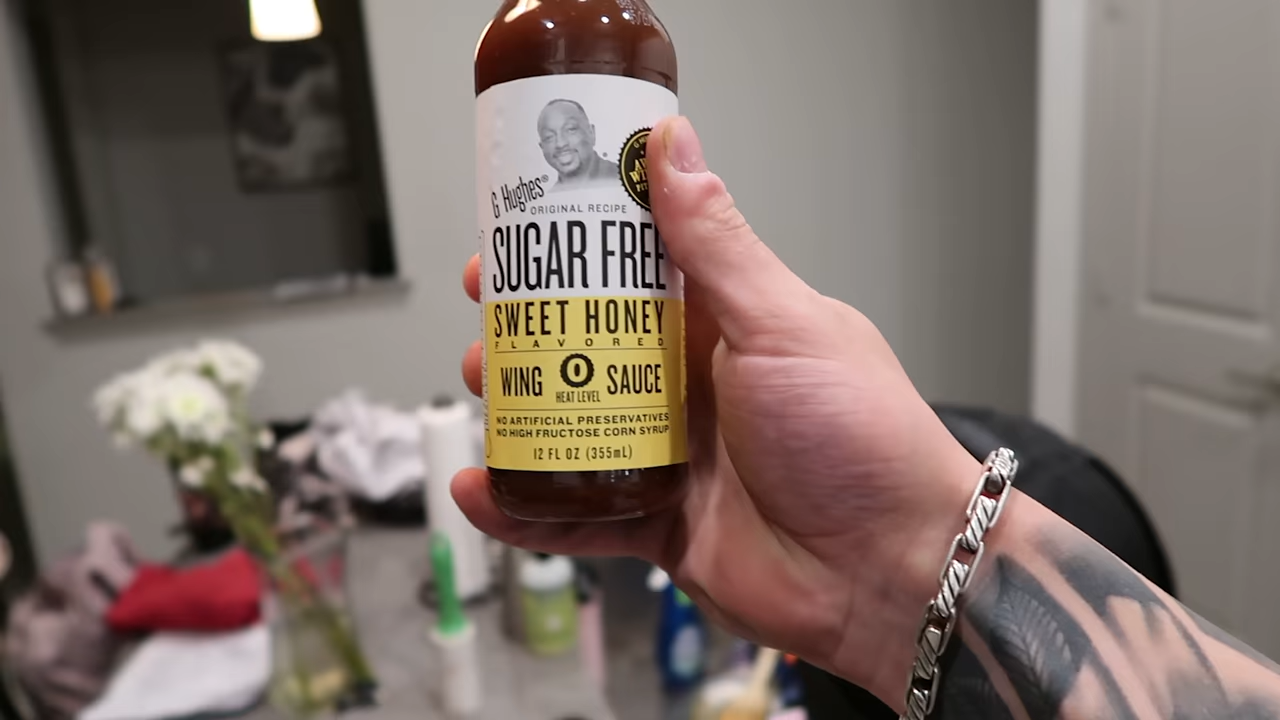 G Hughes®
ORIGINAL RECIPE
SUGAR FREE
SWEET HONEY
FLAVORED
WING 0 SAUCE
HEAT LEVEL
NO ARTIFICIAL PRESERVATIVES
NO HIGH FRUCTOSE CORN SYRUP
12 FL OZ (355mL)